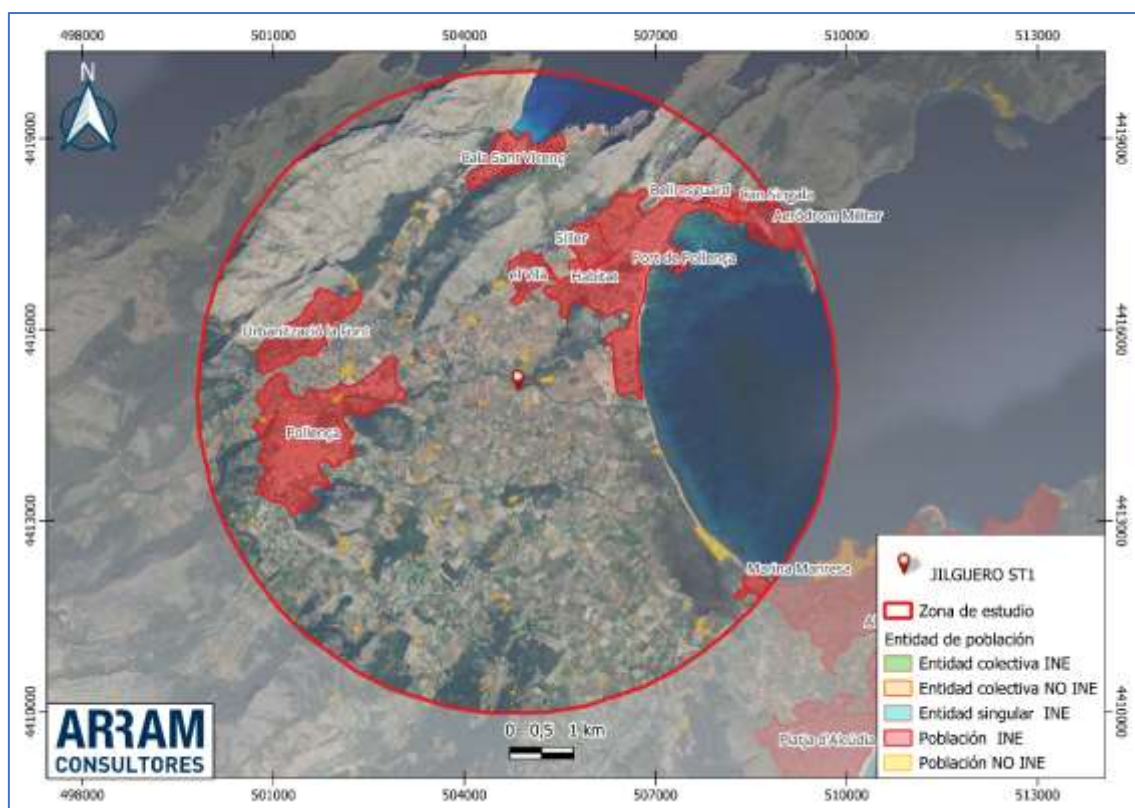 498000 501000 504000 507000 510000 513000
N
4419000 4419000
Cala Sant Vicenç
Bellresguard
Can Singala
Aeròdrom Militar
Siller
Port de Pollença
el Vilà
Habitat
4416000 4416000
Urbanització la Font
Pollença
4413000 4413000
Marina Manresa
JILGUERO ST1
Zona de estudio
Entidad de población
Entidad colectiva INE
Entidad colectiva NO INE
Entidad singular INE
Población INE
Población NO INE
4410000 4410000
Platja d'Alcúdia
0 0,5 1 km
ARRAM
CONSULTORES
498000 501000 504000 507000 510000 513000